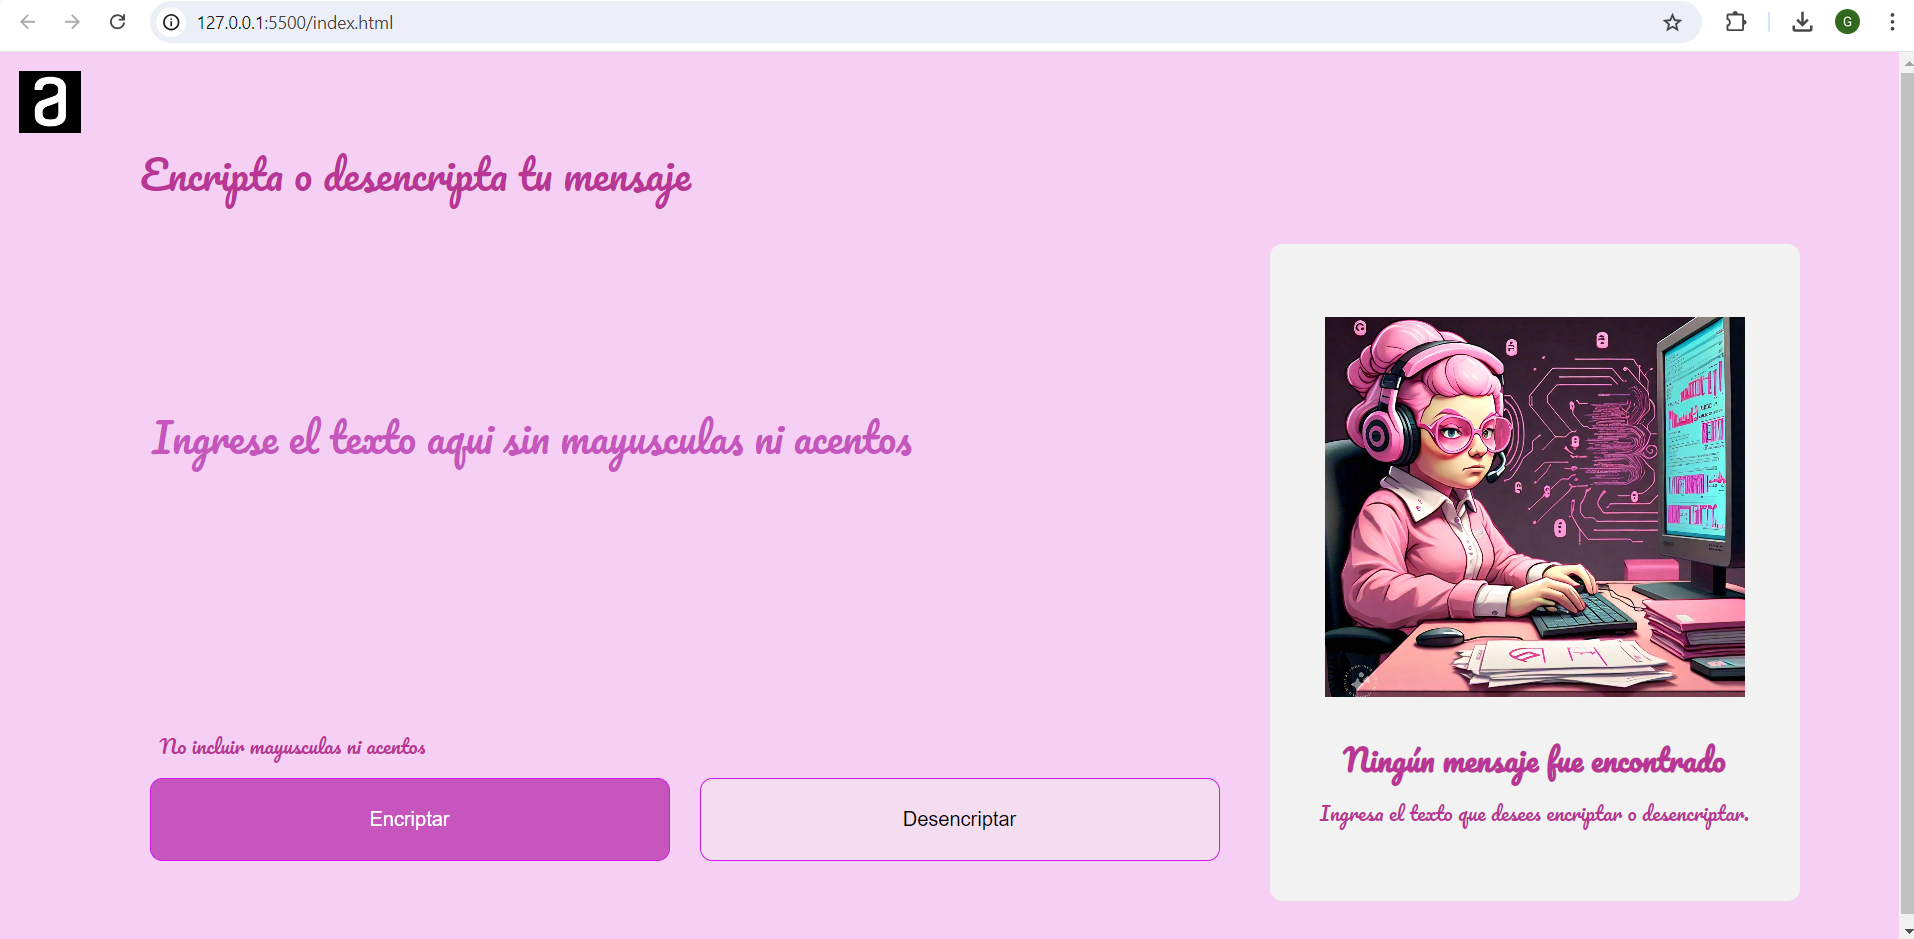 127.0.0.1:5500/index.html
G
a
Encripta o desencripta tu mensaje
Ingrese el texto aqui sin mayusculas ni acentos
No incluir mayusculas ni acentos
Encriptar
Desencriptar
Ningún mensaje fue encontrado
Ingresa el texto que desees encriptar o desencriptar.